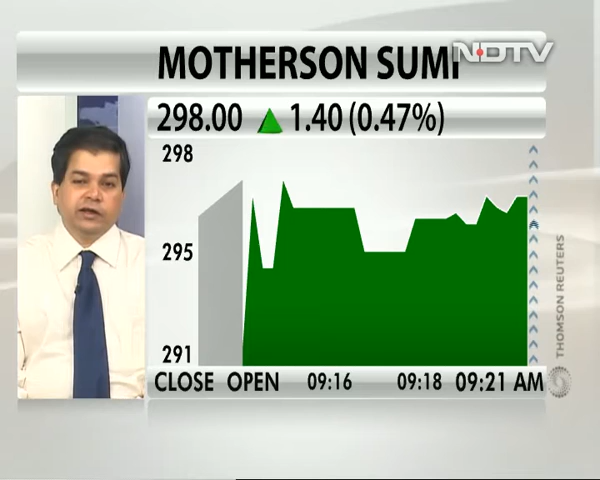 MOTHERSON SUMI
NDTV
298.00 ▲ 1.40 (0.47%)
298
295
291
CLOSE OPEN 09:16 09:18 09:21 AM
THOMSON REUTERS